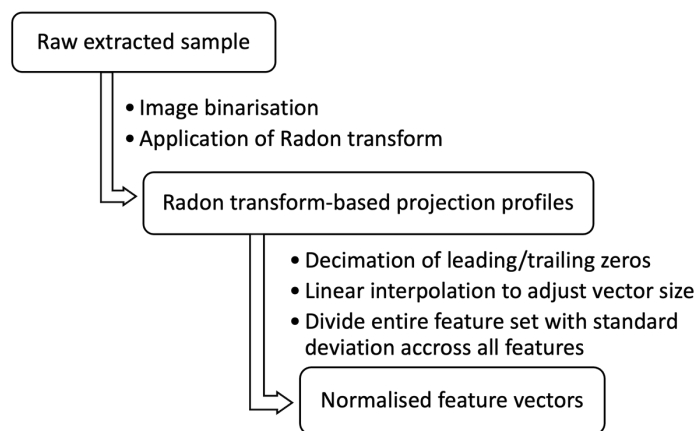 Raw extracted sample
• Image binarisation
• Application of Radon transform
Radon transform-based projection profiles
• Decimation of leading/trailing zeros
• Linear interpolation to adjust vector size
• Divide entire feature set with standard
deviation accross all features
Normalised feature vectors